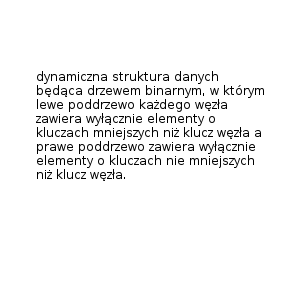 dynamiczna struktura danych
będąca drzewem binarnym, w którym
lewe poddrzewo każdego węzła
zawiera wyłącznie elementy o
kluczach mniejszych niż klucz węzła a
prawe poddrzewo zawiera wyłącznie
elementy o kluczach nie mniejszych
niż klucz węzła.